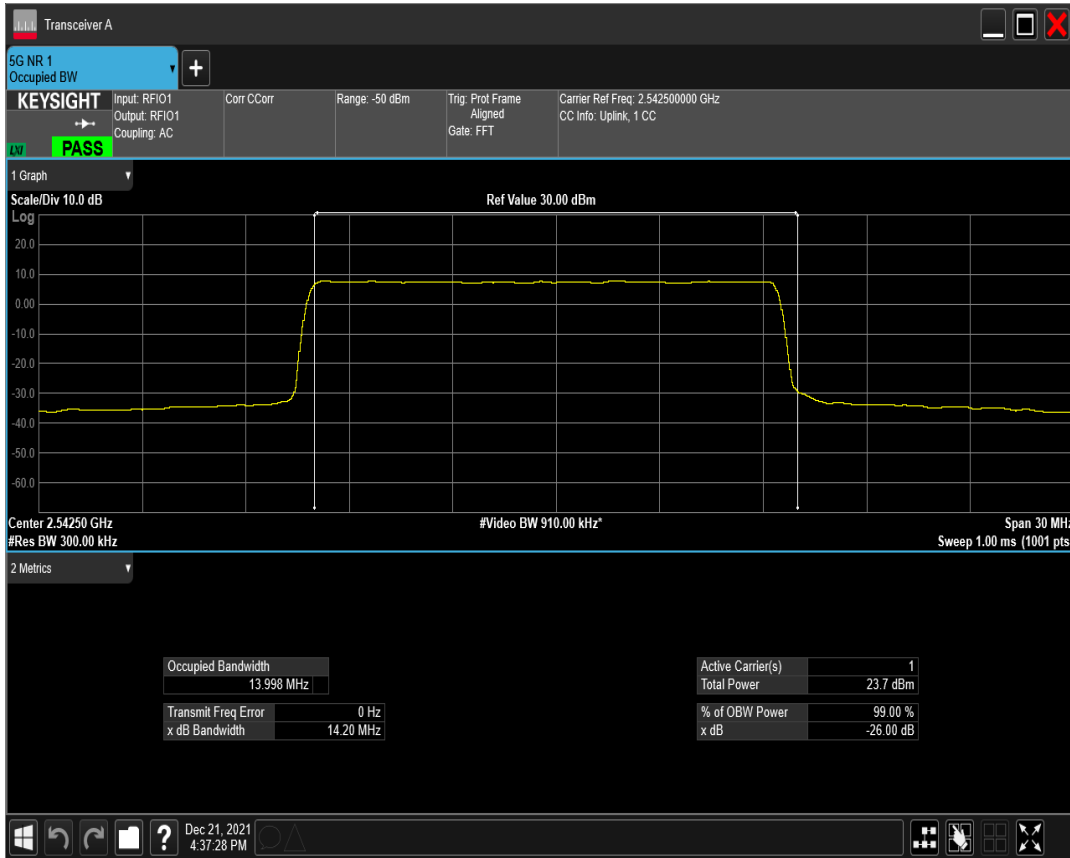 Transceiver A
5G NR 1
Occupied BW
+
KEYSIGHT
LXI
PASS
Input: RFIO1
Output: RFIO1
Coupling: AC
Corr CCorr
Range: -50 dBm
Trig: Prot Frame
Aligned
Gate: FFT
Carrier Ref Freq: 2.542500000 GHz
CC Info: Uplink, 1 CC
1 Graph
Scale/Div 10.0 dB
Ref Value 30.00 dBm
Log
20.0
10.0
0.00
-10.0
-20.0
-30.0
-40.0
-50.0
-60.0
Center 2.54250 GHz
#Video BW 910.00 kHz*
Span 30 MHz
#Res BW 300.00 kHz
Sweep 1.00 ms (1001 pts
2 Metrics
Occupied Bandwidth
13.998 MHz
Transmit Freq Error 0 Hz
x dB Bandwidth 14.20 MHz
Active Carrier(s) 1
Total Power 23.7 dBm
% of OBW Power 99.00 %
x dB -26.00 dB
?
Dec 21, 2021
4:37:28 PM